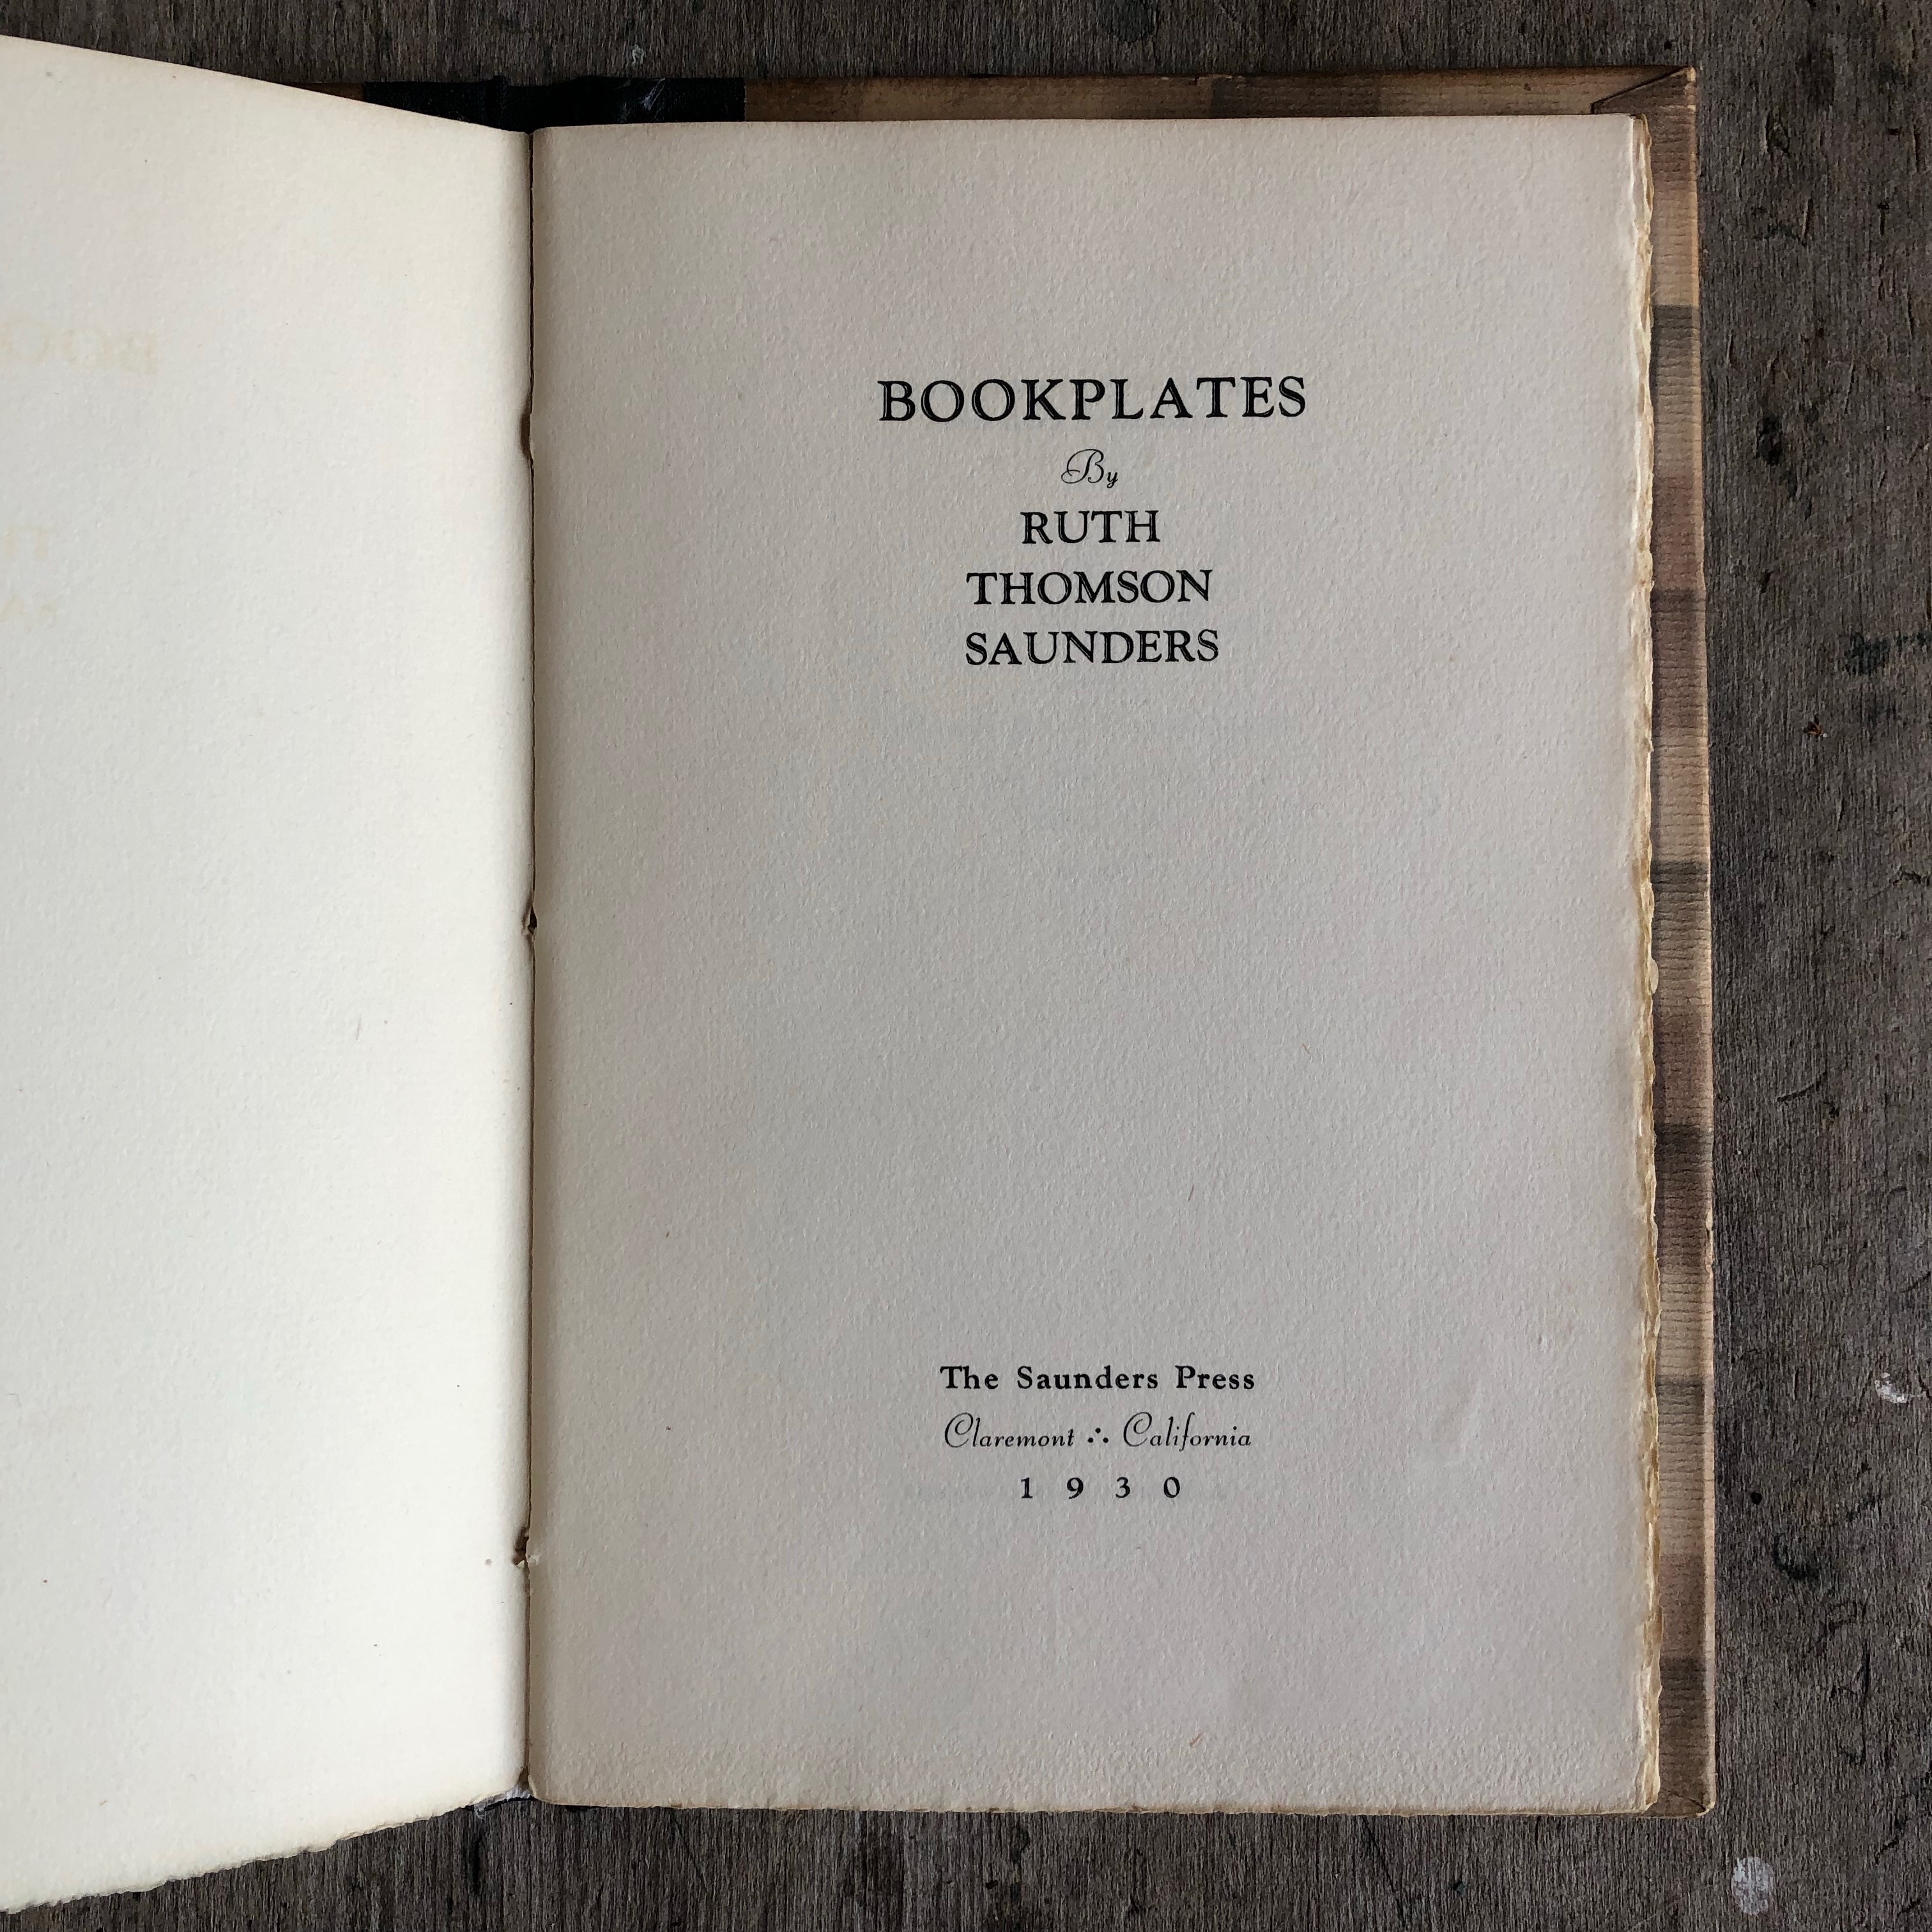 BOOKPLATES
By
RUTH
THOMSON
SAUNDERS
The Saunders Press
Claremont ∴ California
1 9 3 0